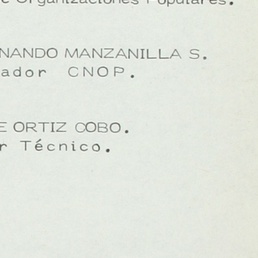 Organizaciones Populares.
NANDO MANZANILLA S.
ador CNOP.
E ORTIZ COBO.
r Técnico.